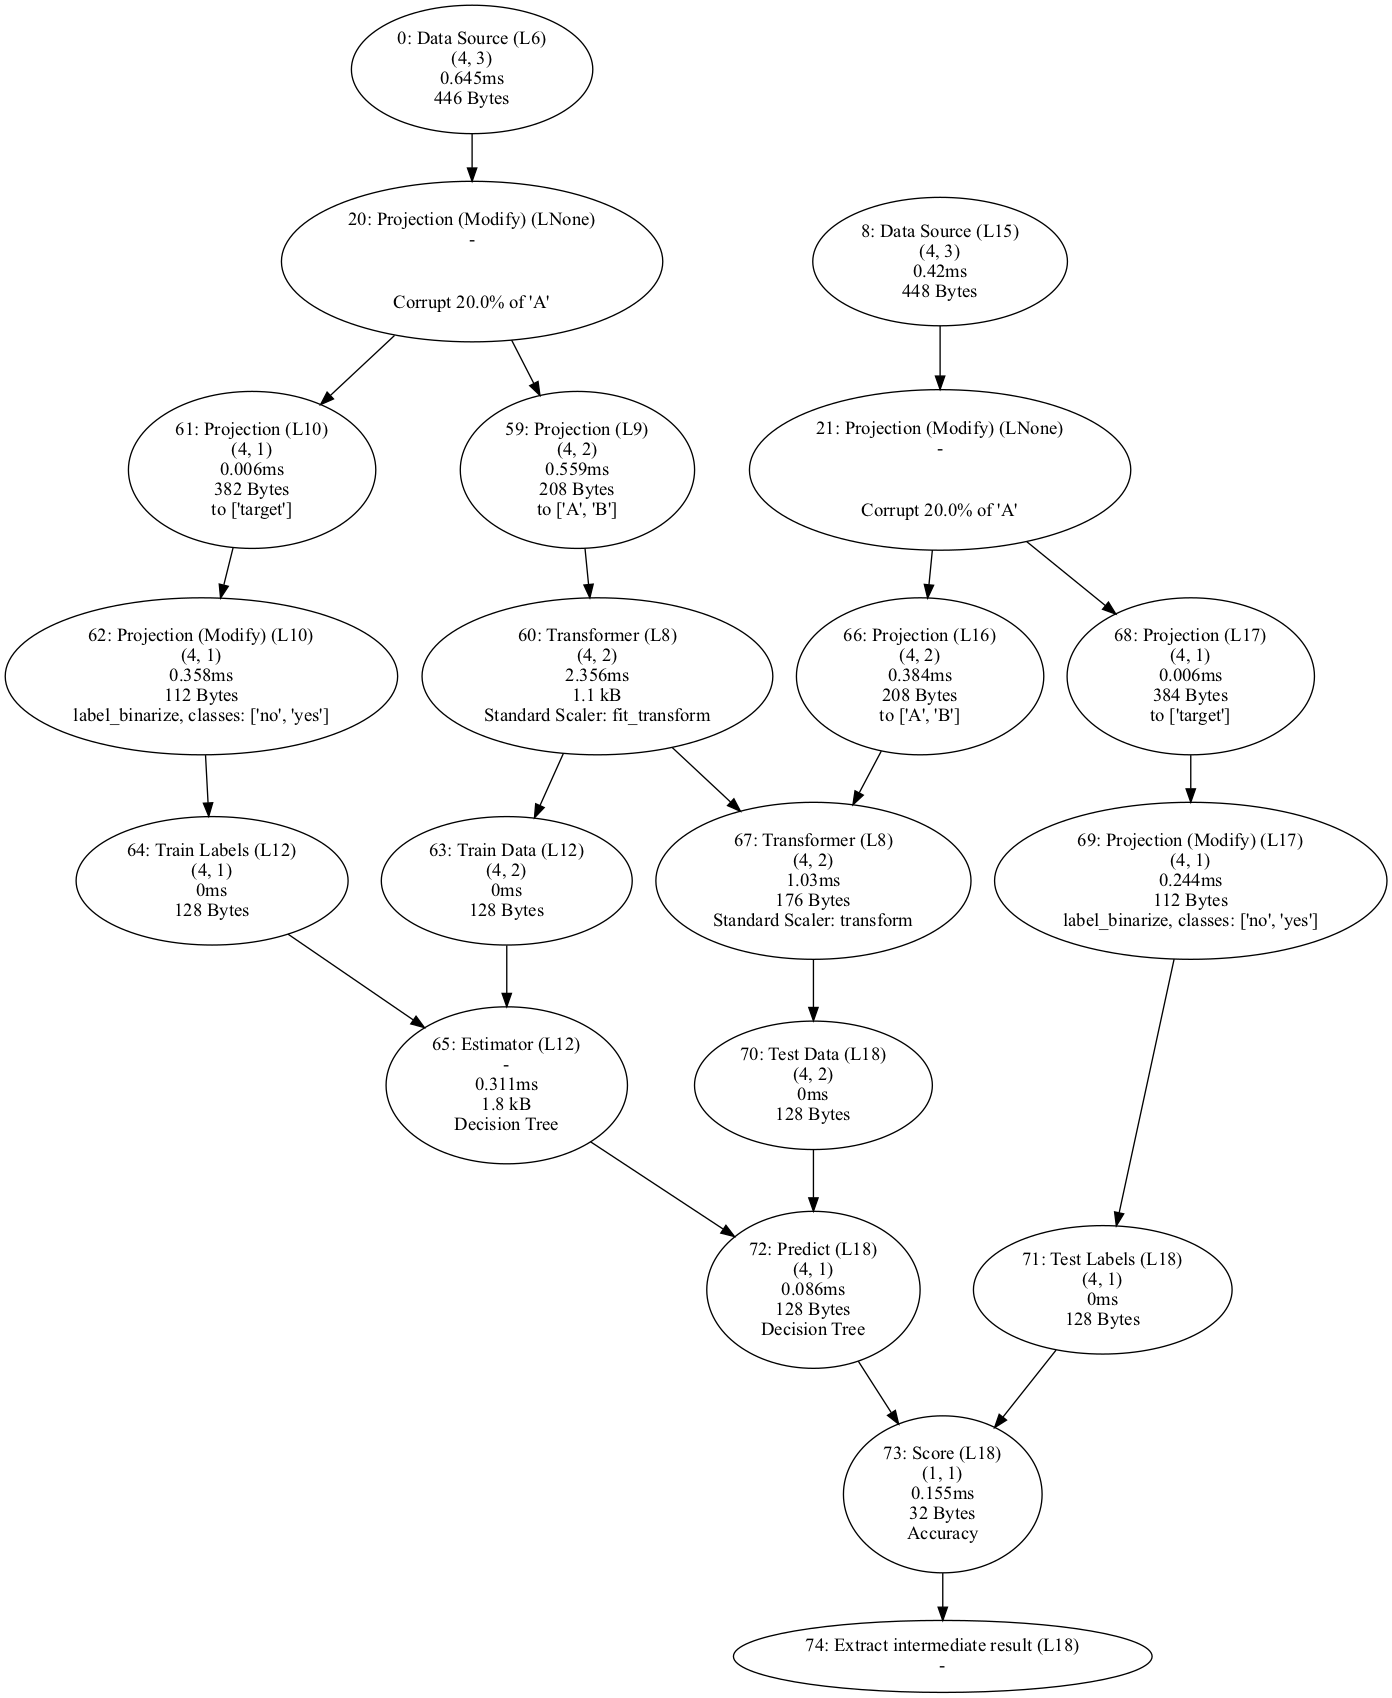 0: Data Source (L6)
(4, 3)
0.645ms
446 Bytes
20: Projection (Modify) (LNone)
-
Corrupt 20.0% of 'A'
8: Data Source (L15)
(4, 3)
0.42ms
448 Bytes
61: Projection (L10)
(4, 1)
0.006ms
382 Bytes
to ['target']
59: Projection (L9)
(4, 2)
0.559ms
208 Bytes
to ['A', 'B']
21: Projection (Modify) (LNone)
-
Corrupt 20.0% of 'A'
62: Projection (Modify) (L10)
(4, 1)
0.358ms
112 Bytes
label_binarize, classes: ['no', 'yes']
60: Transformer (L8)
(4, 2)
2.356ms
1.1 kB
Standard Scaler: fit_transform
66: Projection (L16)
(4, 2)
0.384ms
208 Bytes
to ['A', 'B']
68: Projection (L17)
(4, 1)
0.006ms
384 Bytes
to ['target']
64: Train Labels (L12)
(4, 1)
0ms
128 Bytes
63: Train Data (L12)
(4, 2)
0ms
128 Bytes
67: Transformer (L8)
(4, 2)
1.03ms
176 Bytes
Standard Scaler: transform
69: Projection (Modify) (L17)
(4, 1)
0.244ms
112 Bytes
label_binarize, classes: ['no', 'yes']
65: Estimator (L12)
-
0.311ms
1.8 kB
Decision Tree
70: Test Data (L18)
(4, 2)
0ms
128 Bytes
72: Predict (L18)
(4, 1)
0.086ms
128 Bytes
Decision Tree
71: Test Labels (L18)
(4, 1)
0ms
128 Bytes
73: Score (L18)
(1, 1)
0.155ms
32 Bytes
Accuracy
74: Extract intermediate result (L18)
-